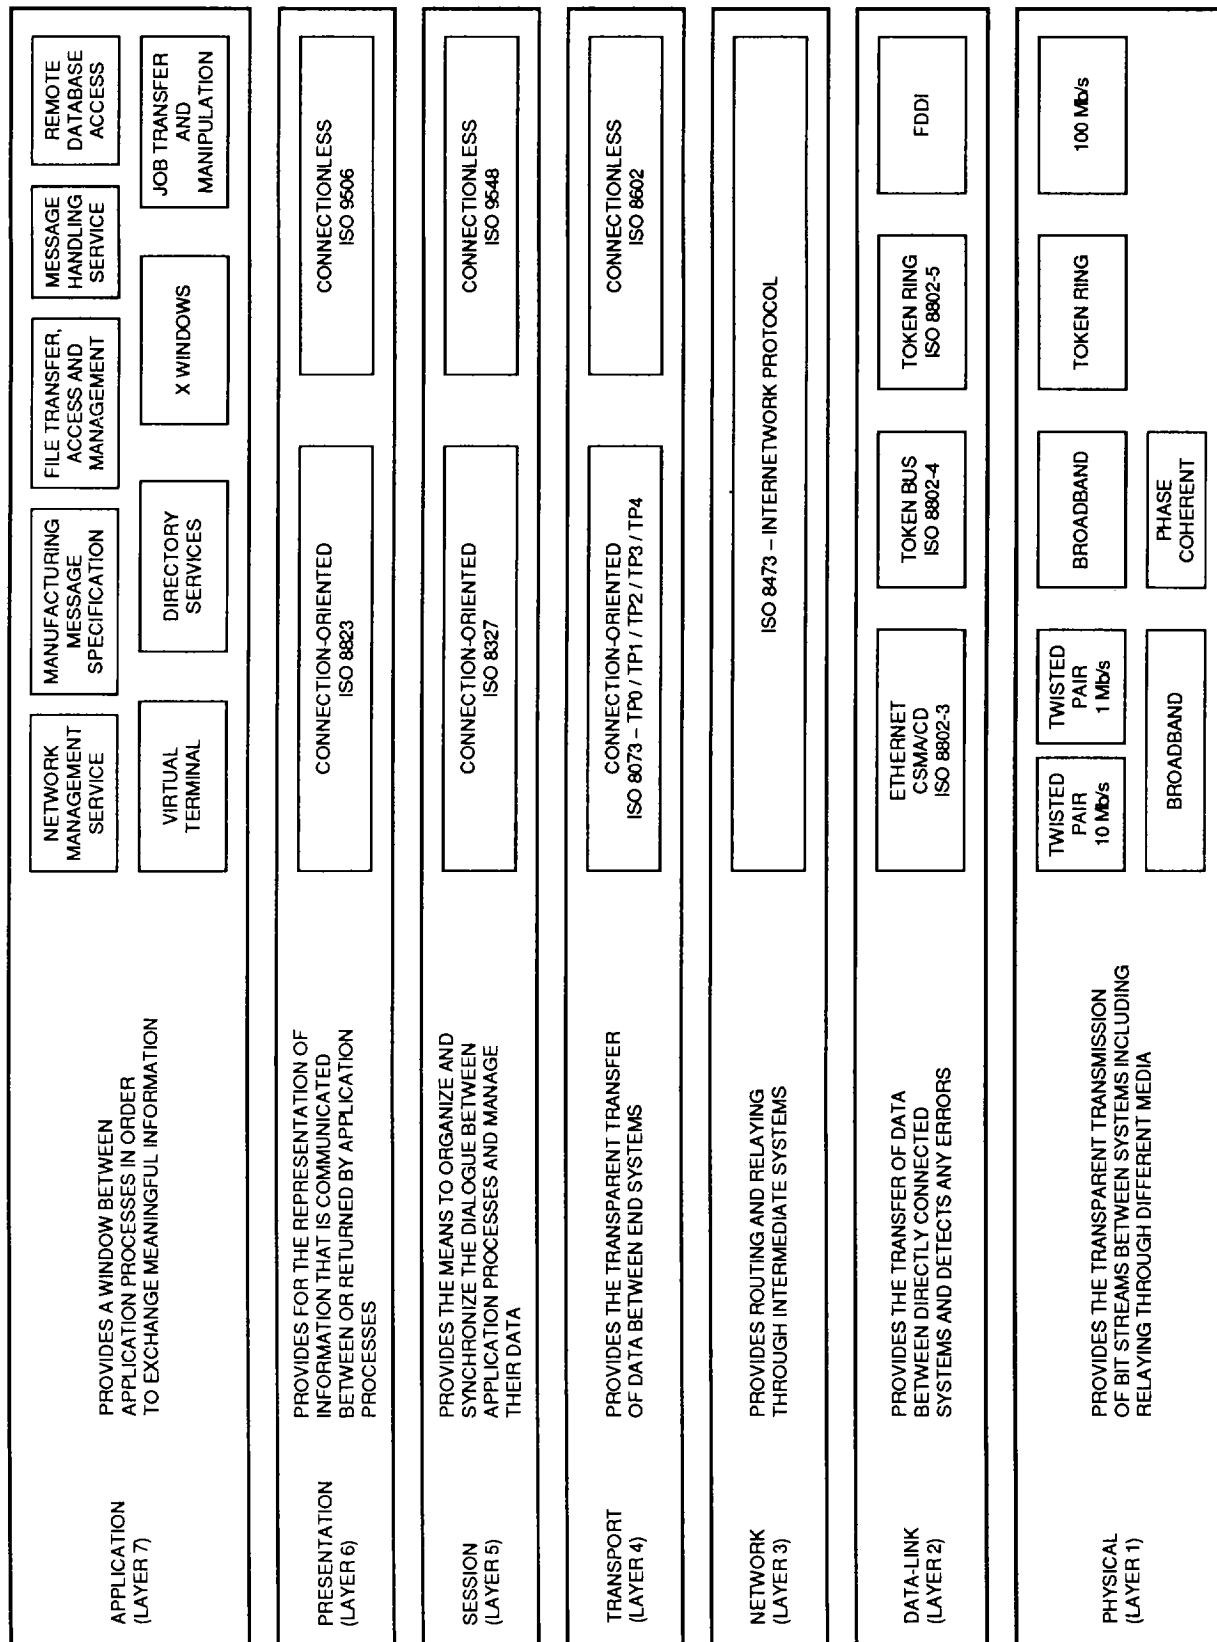 APPLICATION
(LAYER 7)
PROVIDES A WINDOW BETWEEN
APPLICATION PROCESSES IN ORDER
TO EXCHANGE MEANINGFUL INFORMATION
NETWORK
MANAGEMENT
SERVICE
MANUFACTURING
MESSAGE
SPECIFICATION
FILE TRANSFER,
ACCESS AND
MANAGEMENT
MESSAGE
HANDLING
SERVICE
REMOTE
DATABASE
ACCESS
VIRTUAL
TERMINAL
DIRECTORY
SERVICES
X WINDOWS
JOB TRANSFER
AND
MANIPULATION
PRESENTATION
(LAYER 6)
PROVIDES FOR THE REPRESENTATION OF
INFORMATION THAT IS COMMUNICATED
BETWEEN OR RETURNED BY APPLICATION
PROCESSES
CONNECTION-ORIENTED
ISO 8823
CONNECTIONLESS
ISO 9506
SESSION
(LAYER 5)
PROVIDES THE MEANS TO ORGANIZE AND
SYNCHRONIZE THE DIALOGUE BETWEEN
APPLICATION PROCESSES AND MANAGE
THEIR DATA
CONNECTION-ORIENTED
ISO 8327
CONNECTIONLESS
ISO 9548
TRANSPORT
(LAYER 4)
PROVIDES THE TRANSPARENT TRANSFER
OF DATA BETWEEN END SYSTEMS
CONNECTION-ORIENTED
ISO 8073 – TP0 / TP1 / TP2 / TP3 / TP4
CONNECTIONLESS
ISO 8602
NETWORK
(LAYER 3)
PROVIDES ROUTING AND RELAYING
THROUGH INTERMEDIATE SYSTEMS
ISO 8473 – INTERNETWORK PROTOCOL
DATA-LINK
(LAYER 2)
PROVIDES THE TRANSFER OF DATA
BETWEEN DIRECTLY CONNECTED
SYSTEMS AND DETECTS ANY ERRORS
ETHERNET
CSMA/CD
ISO 8802-3
TOKEN BUS
ISO 8802-4
TOKEN RING
ISO 8802-5
FDDI
PHYSICAL
(LAYER 1)
PROVIDES THE TRANSPARENT TRANSMISSION
OF BIT STREAMS BETWEEN SYSTEMS INCLUDING
RELAYING THROUGH DIFFERENT MEDIA
TWISTED
PAIR
10 Mb/s
TWISTED
PAIR
1 Mb/s
BROADBAND
TOKEN RING
100 Mb/s
BROADBAND
PHASE
COHERENT